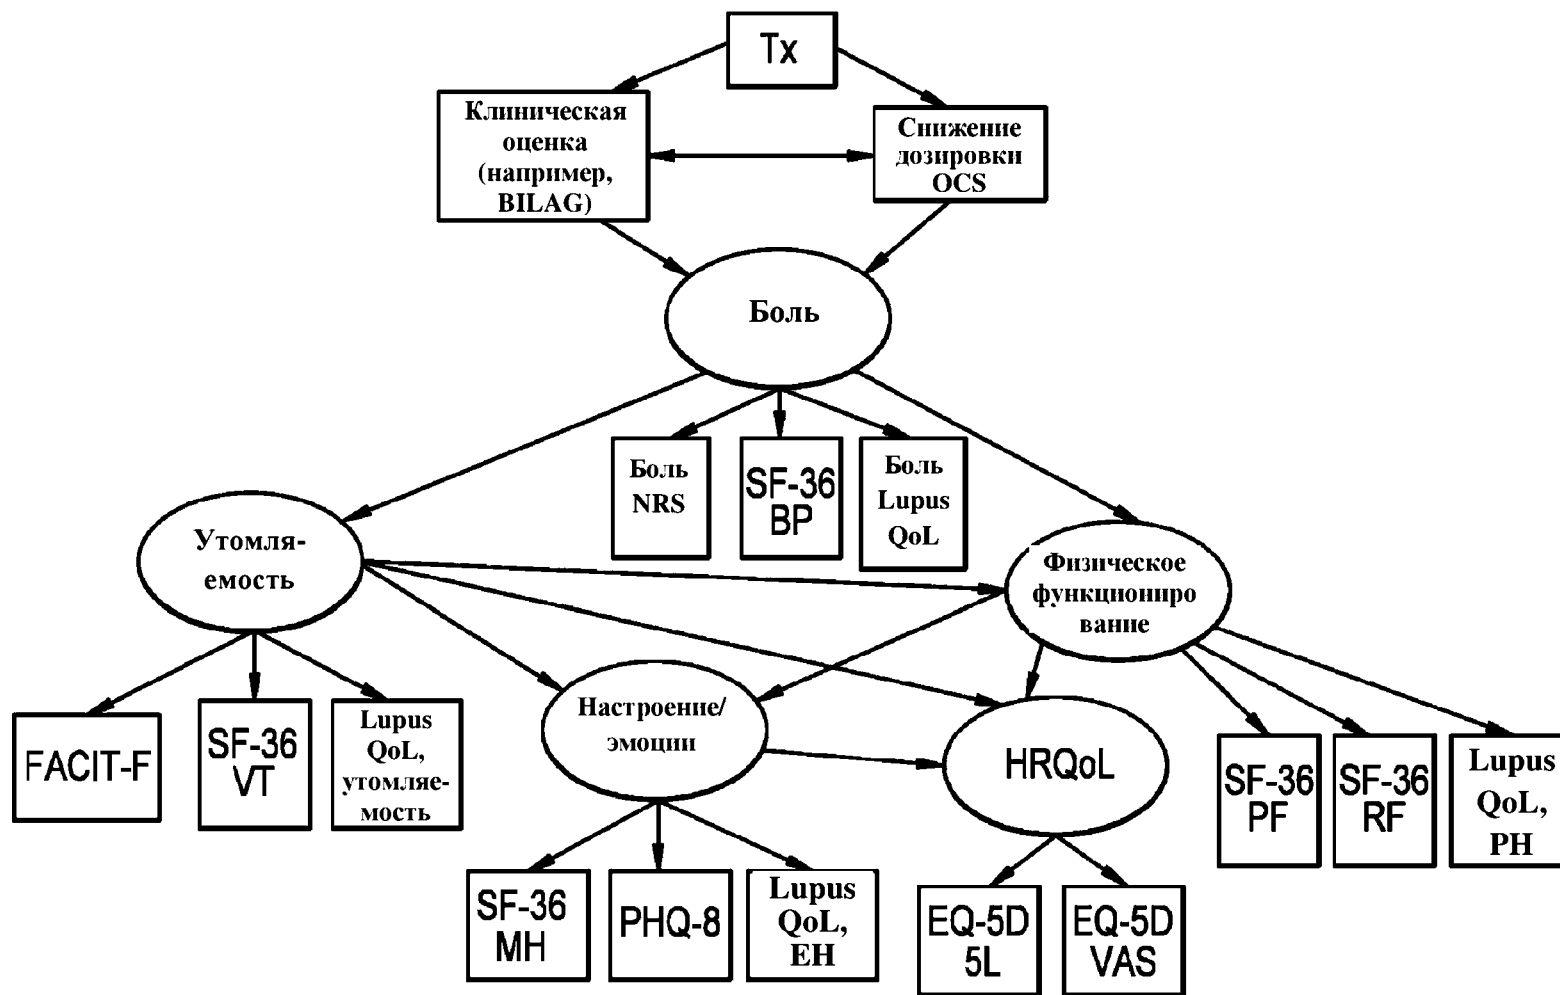 Tx
Клиническая
оценка
(например,
BILAG)
Снижение
дозировки
OCS
Боль
Боль
NRS
SF-36
BP
Боль
Lupus
QoL
Утомля-
емость
Физическое
функциониро
вание
FACIT-F
SF-36
VT
Lupus
QoL,
утомляе-
мость
Настроение/
эмоции
HRQoL
SF-36
PF
SF-36
RF
Lupus
QoL,
PH
SF-36
MH
PHQ-8
Lupus
QoL,
EH
EQ-5D
5L
EQ-5D
VAS